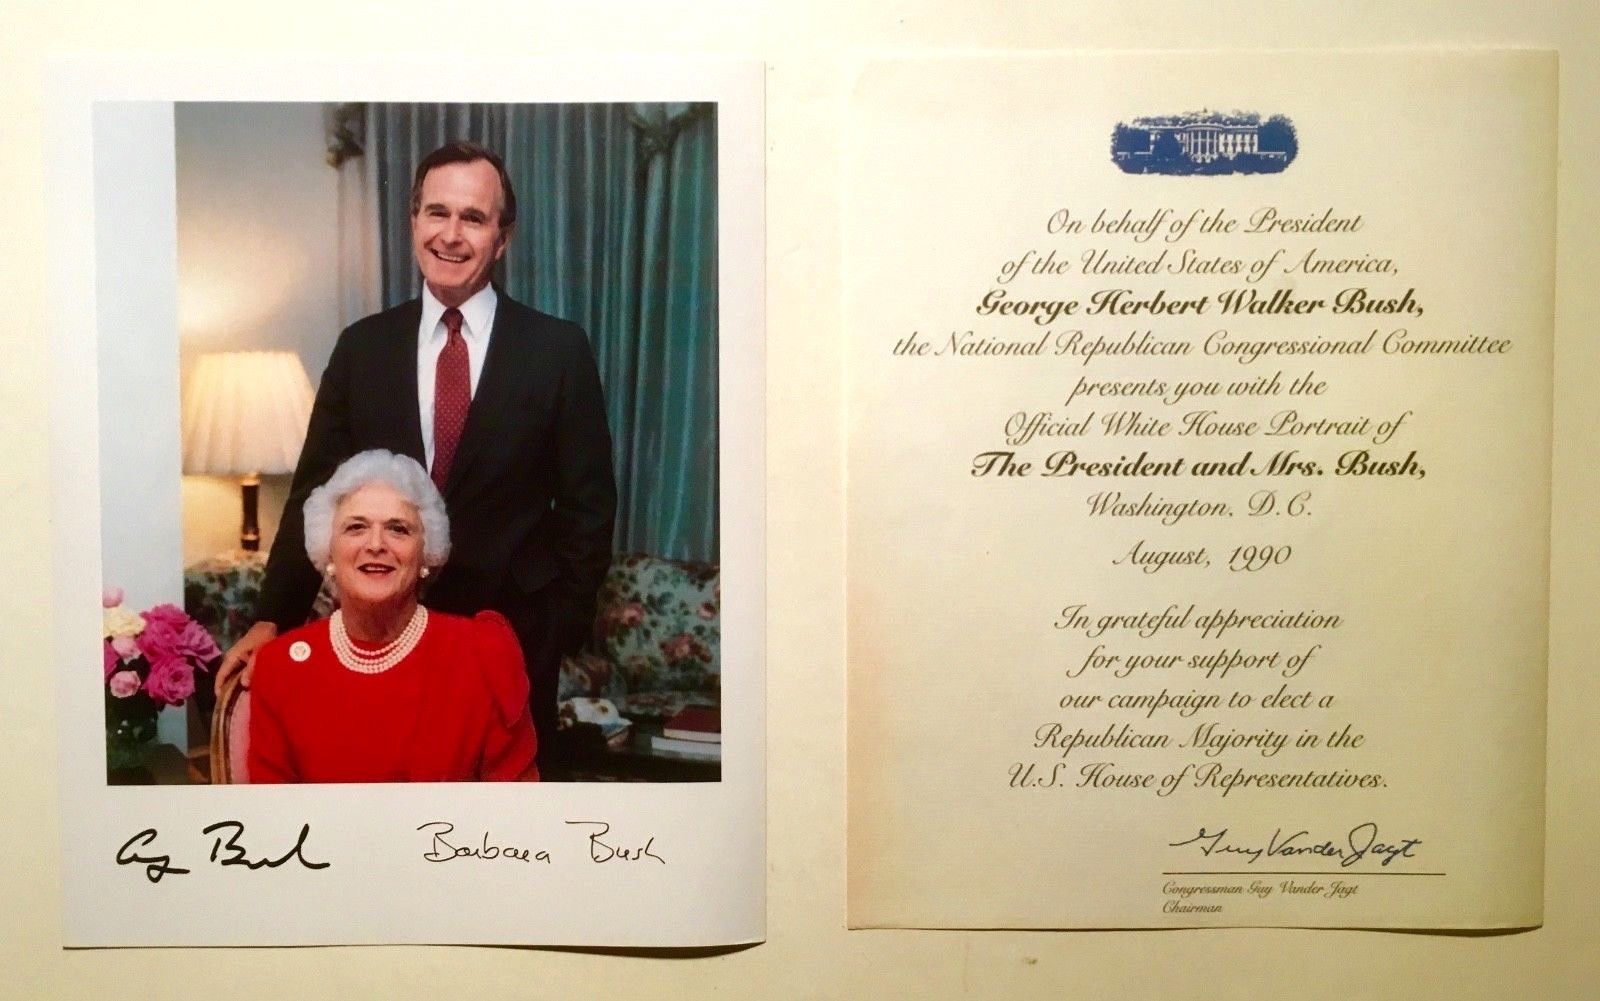 George Bush
Barbara Bush
On behalf of the President
of the United States of America,
George Herbert Walker Bush,
the National Republican Congressional Committee
presents you with the
Official White House Portrait of
The President and Mrs. Bush,
Washington, D.C.
August, 1990
In grateful appreciation
for your support of
our campaign to elect a
Republican Majority in the
U.S. House of Representatives.
Guy Vander Jagt
Congressman Guy Vander Jagt
Chairman